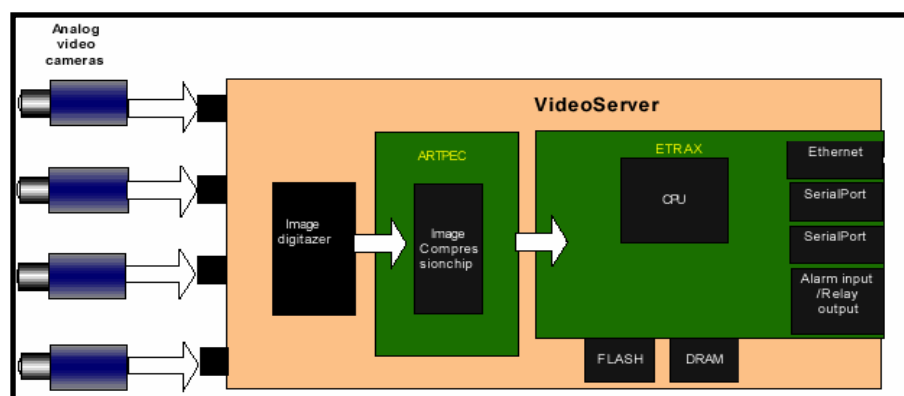 Analog
video
cameras
VideoServer
ARTPEC
ETRAX
Ethernet
CPU
SerialPort
Image
digitazer
Image
Compres
sionchip
SerialPort
Alarm input
/Relay
output
FLASH
DRAM